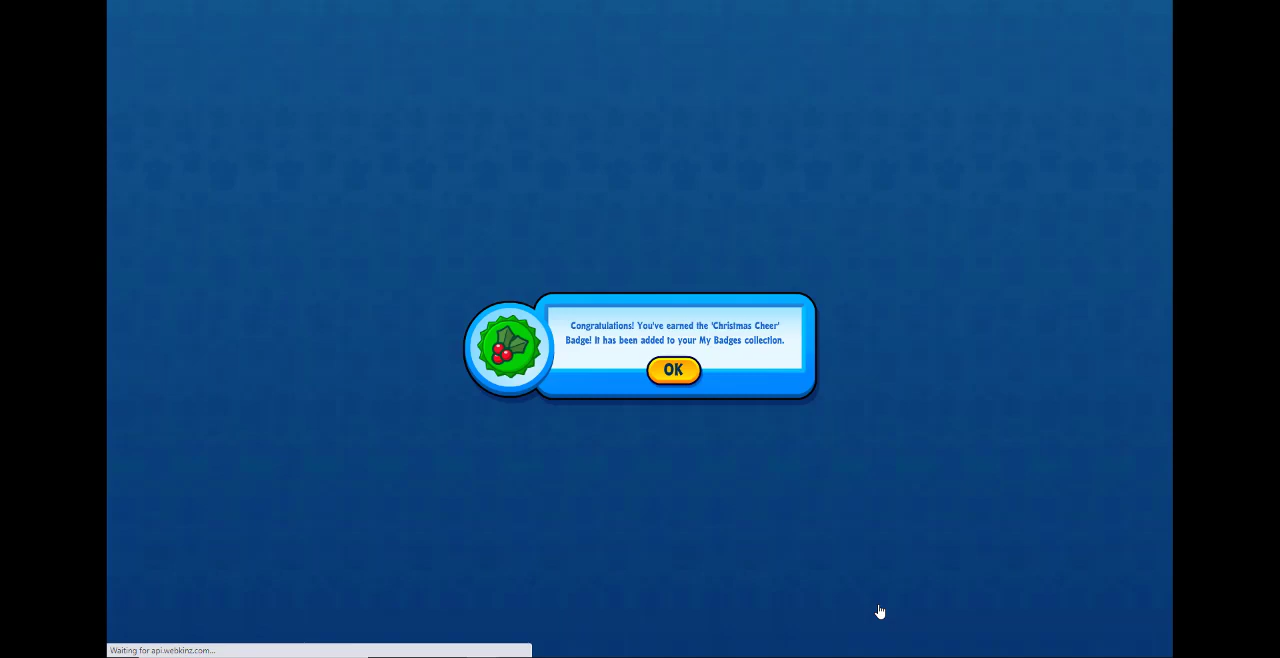 Congratulations! You've earned the 'Christmas Cheer'
Badge! It has been added to your My Badges collection.
OK
Waiting for api.webkinz.com...